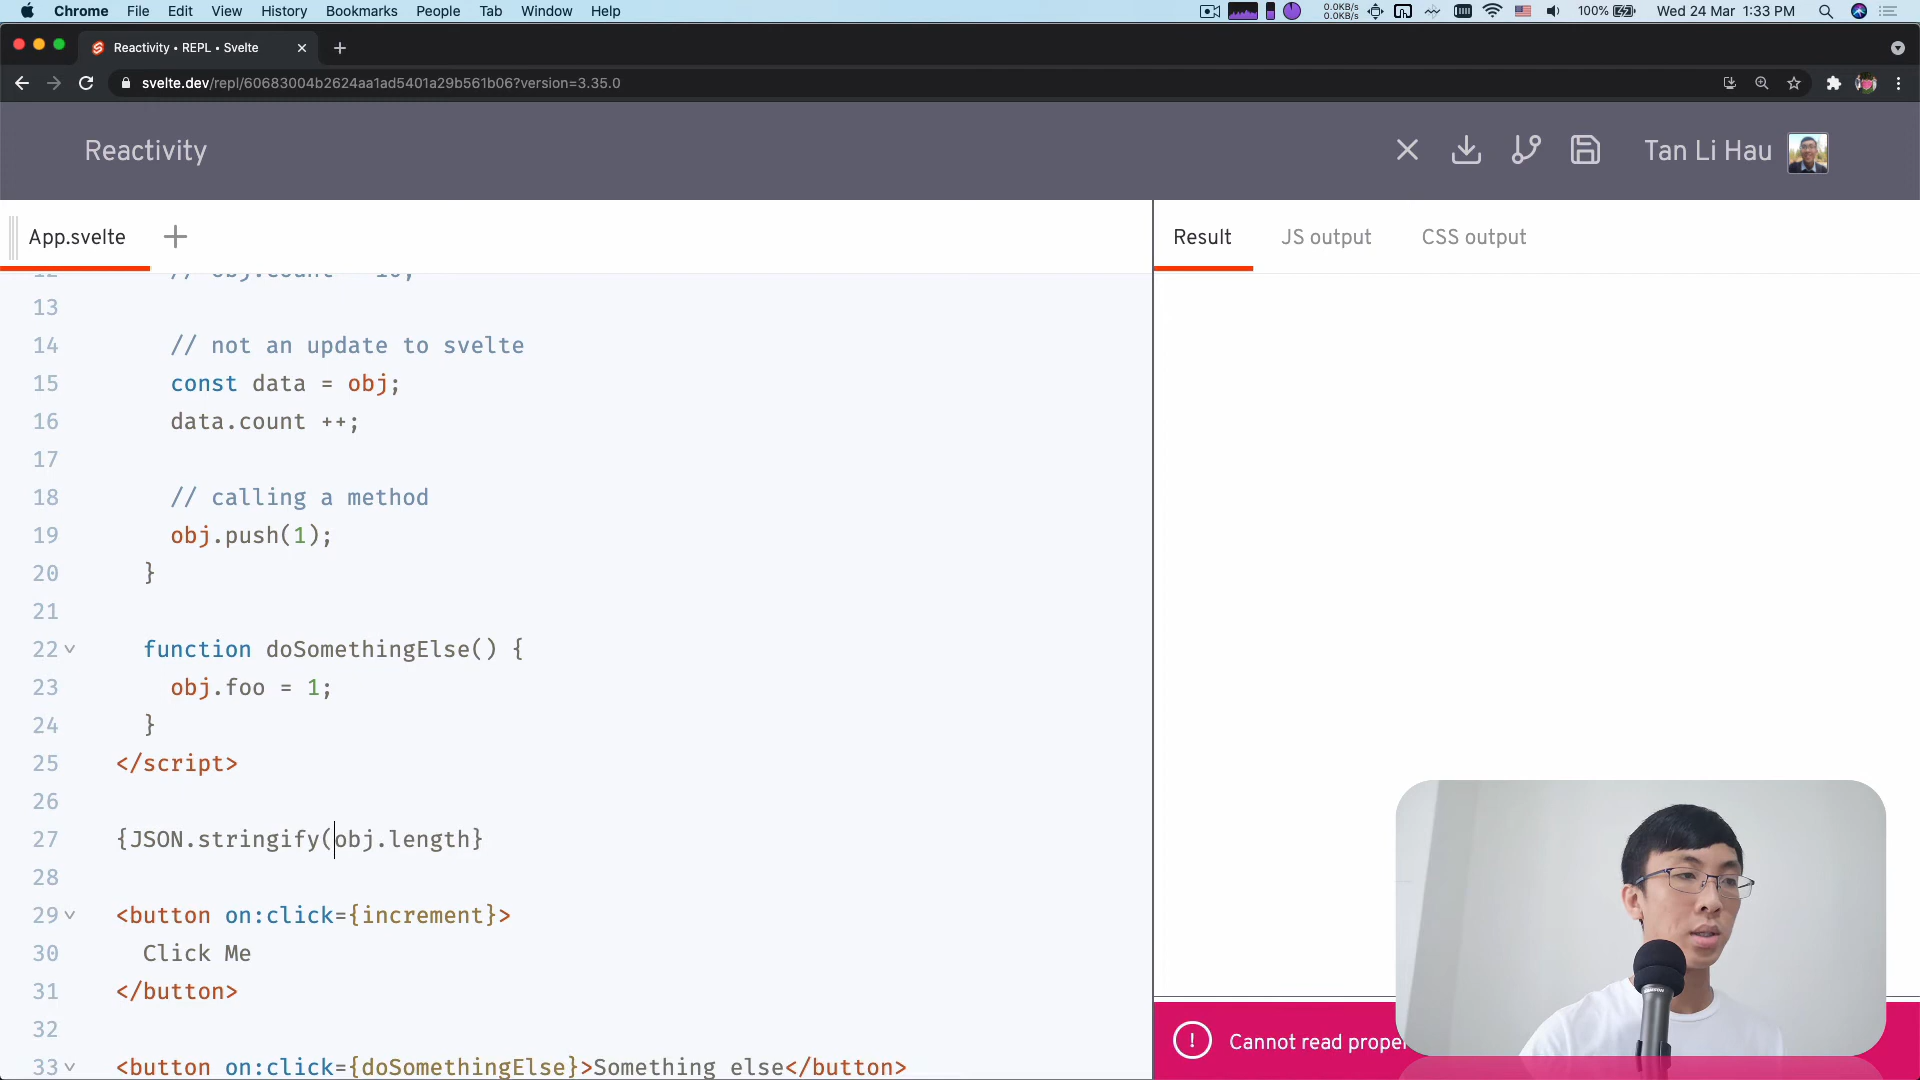 Chrome File Edit View History Bookmarks People Tab Window Help
0.0KB/s
0.0KB/s
100%
Wed 24 Mar 1:33 PM
Reactivity • REPL • Svelte
svelte.dev/repl/60683004b2624aa1ad5401a29b561b06?version=3.35.0
Reactivity
Tan Li Hau
App.svelte
Result JS output CSS output
13
14 // not an update to svelte
15 const data = obj;
16 data.count ++;
17
18 // calling a method
19 obj.push(1);
20 }
21
22 function doSomethingElse() {
23 obj.foo = 1;
24 }
25 </script>
26
27 {JSON.stringify(obj.length}
28
29 <button on:click={increment}>
30 Click Me
31 </button>
32
33 <button on:click={doSomethingElse}>Something else</button>
! Cannot read